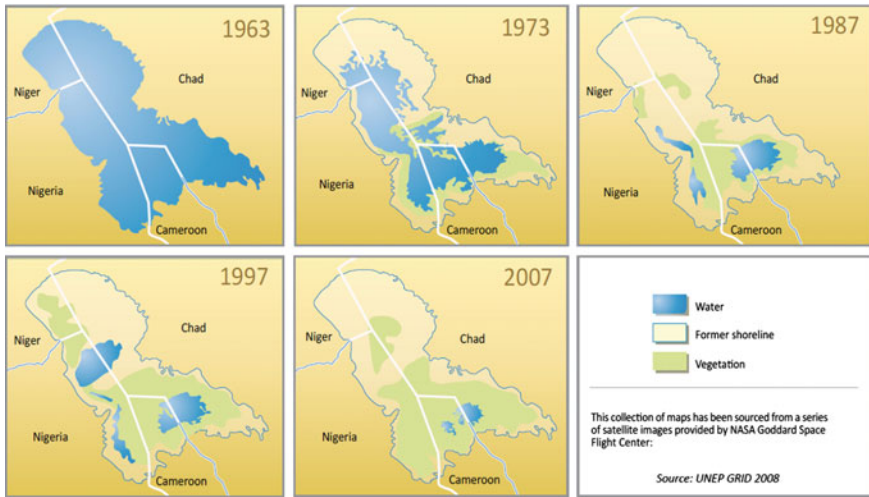 1963
Chad
Niger
Nigeria
Cameroon
1973
Chad
Niger
Nigeria
Cameroon
1987
Chad
Niger
Nigeria
Cameroon
1997
Niger
Chad
Nigeria
Cameroon
2007
Niger
Chad
Nigeria
Cameroon
Water
Former shoreline
Vegetation
This collection of maps has been sourced from a series
of satellite images provided by NASA Goddard Space
Flight Center:
Source: UNEP GRID 2008